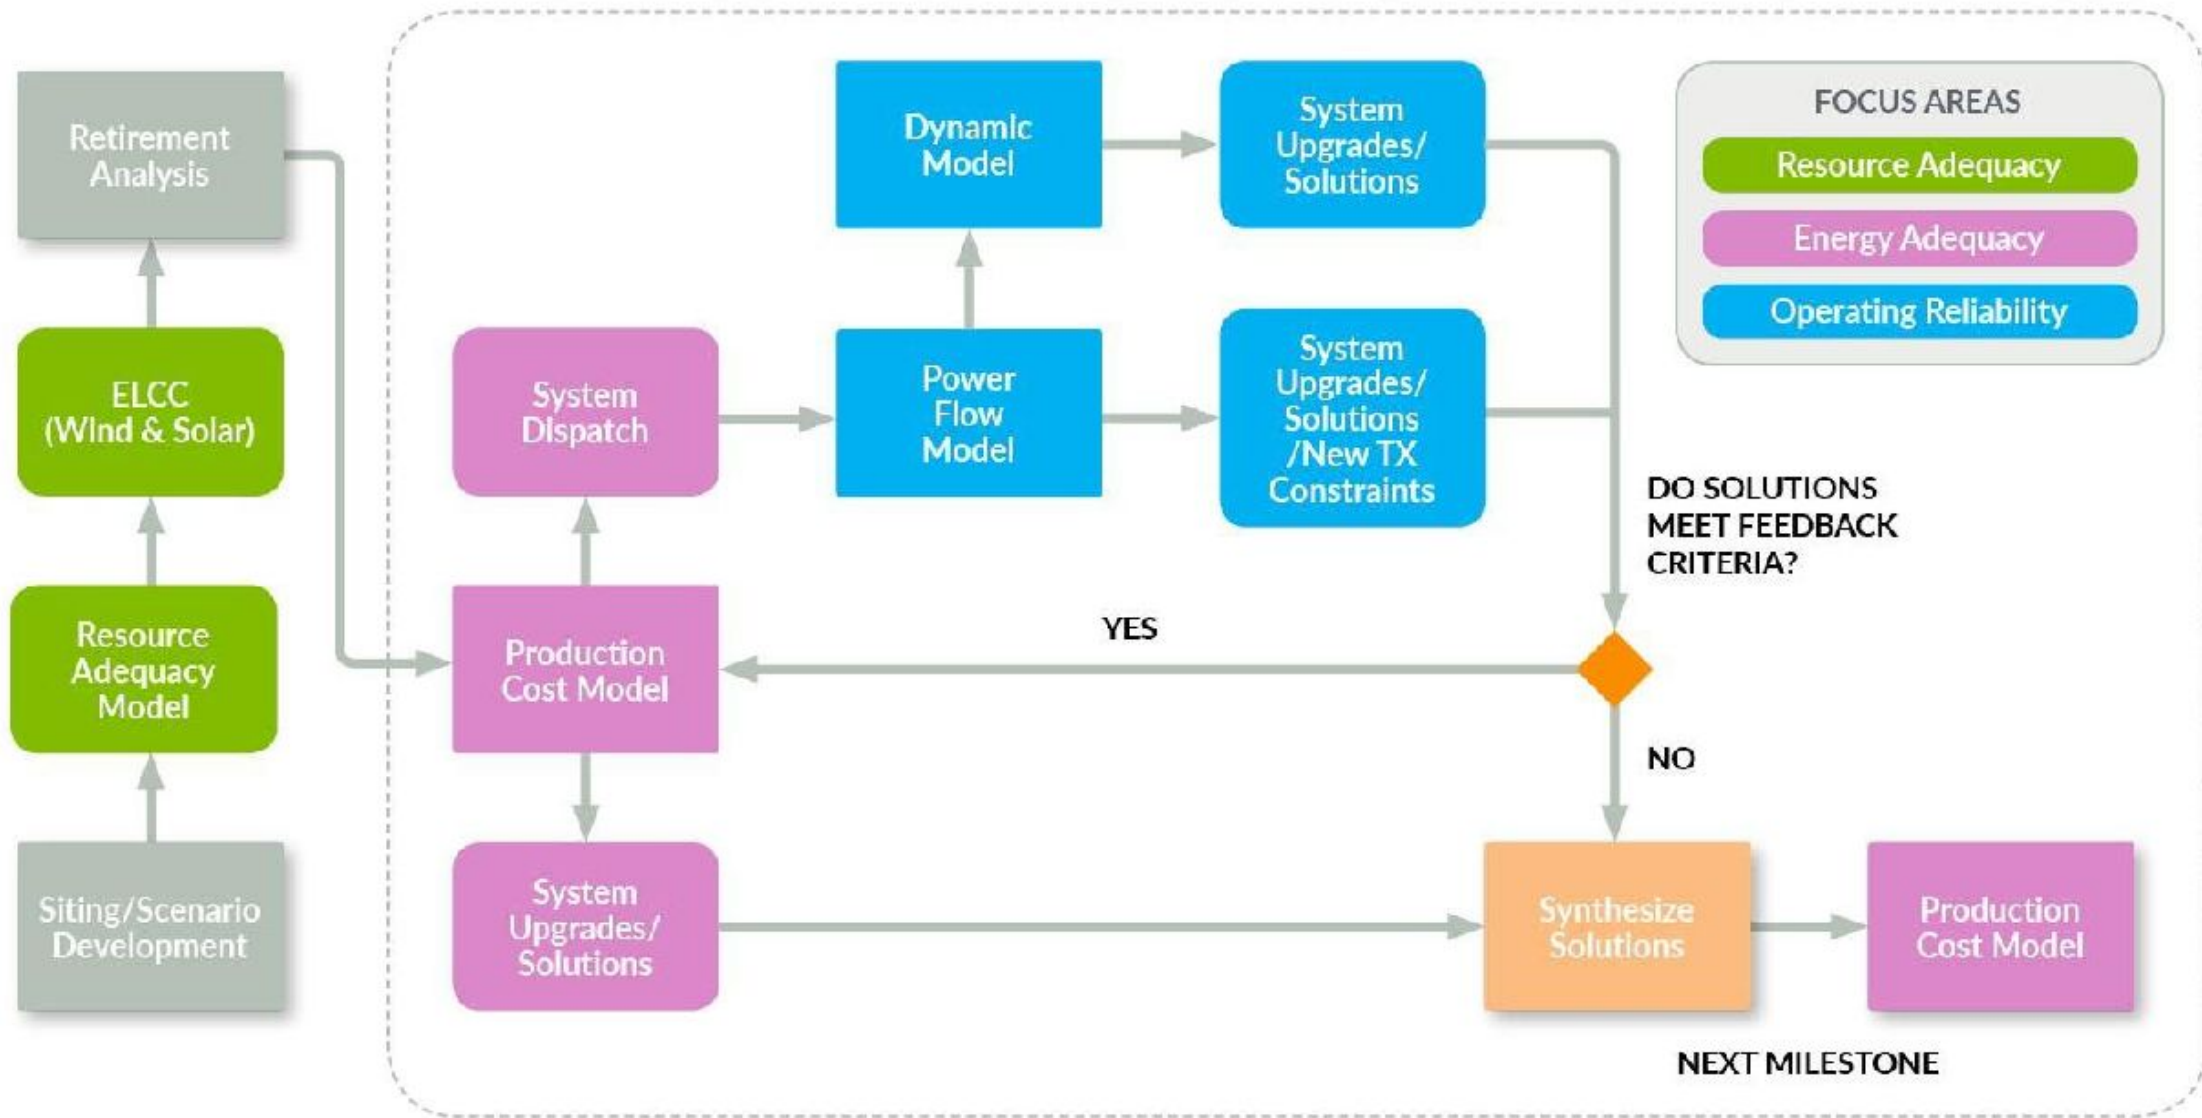 Retirement
Analysis
ELCC
(Wind & Solar)
Resource
Adequacy
Model
Siting/Scenario
Development
Dynamic
Model
System
Upgrades/
Solutions
System
Dispatch
Power
Flow
Model
System
Upgrades/
Solutions
/New TX
Constraints
FOCUS AREAS
Resource Adequacy
Energy Adequacy
Operating Reliability
DO SOLUTIONS
MEET FEEDBACK
CRITERIA?
Production
Cost Model
YES
NO
System
Upgrades/
Solutions
Synthesize
Solutions
Production
Cost Model
NEXT MILESTONE